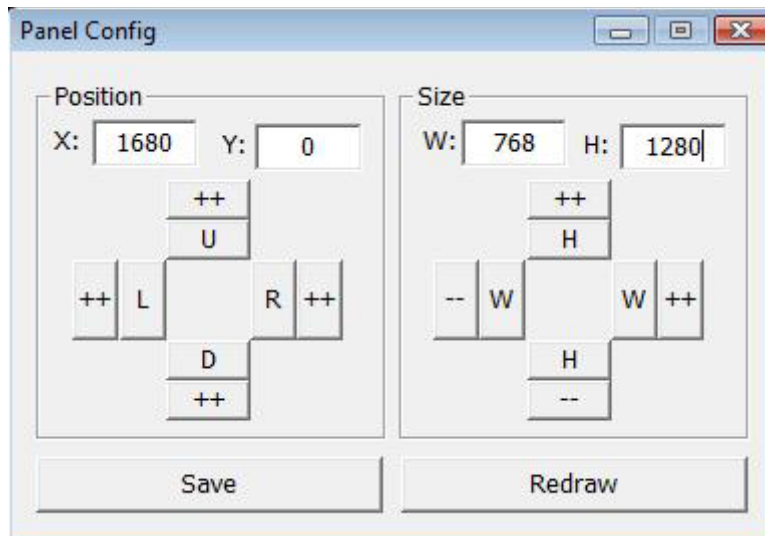 Panel Config
Position
X: 1680 Y: 0
++
U
++ L R ++
D
++
Size
W: 768 H: 1280
++
H
-- W W ++
H
--
Save
Redraw